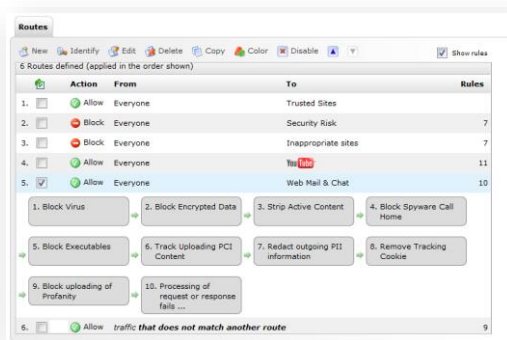 Routes
New Identify Edit Delete Copy Color Disable Show rules
6 Routes defined (applied in the order shown)
Action From To Rules
1. Allow Everyone Trusted Sites
2. Block Everyone Security Risk 7
3. Block Everyone Inappropriate sites 7
4. Allow Everyone YouTube 11
5. Allow Everyone Web Mail & Chat 10
1. Block Virus
2. Block Encrypted Data
3. Strip Active Content
4. Block Spyware Call
Home
5. Block Executables
6. Track Uploading PCI
Content
7. Redact outgoing PII
information
8. Remove Tracking
Cookie
9. Block uploading of
Profanity
10. Processing of
request or response
fails ...
6. Allow traffic that does not match another route 9